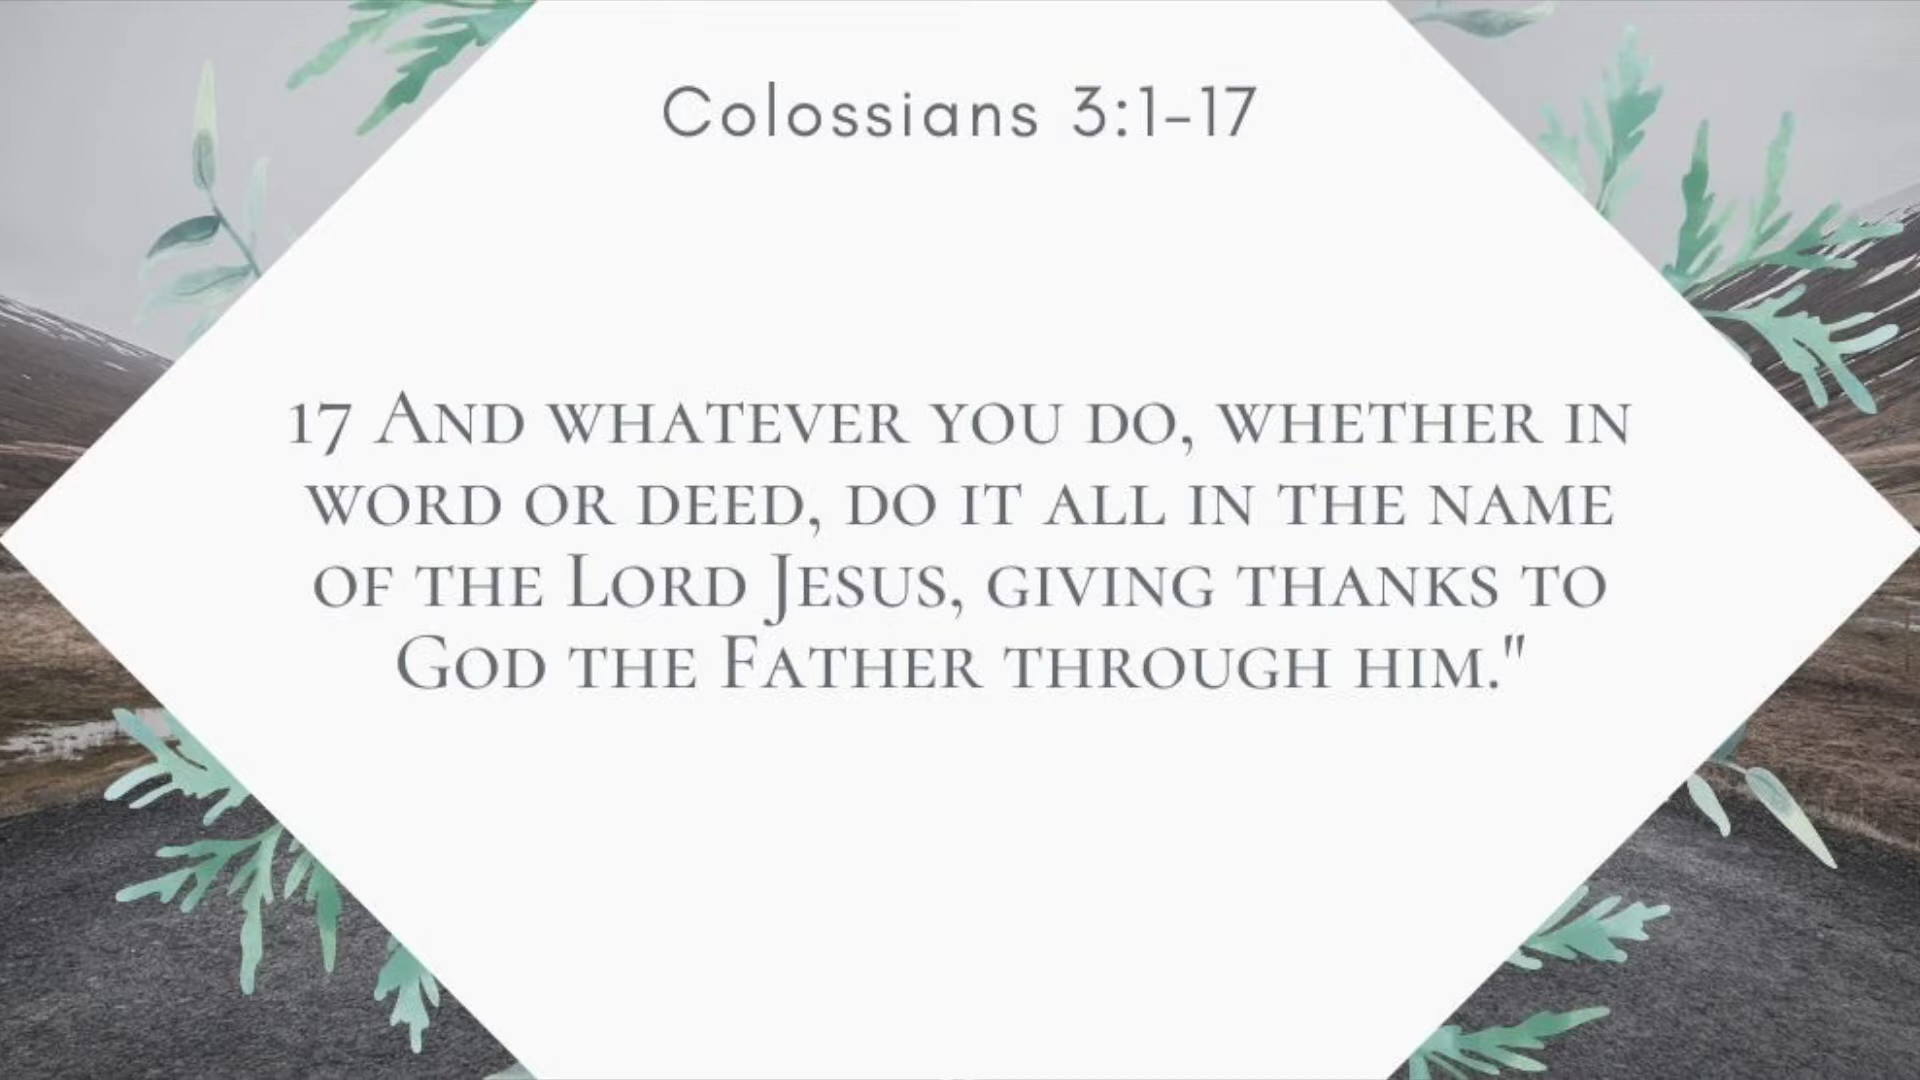 Colossians 3:1-17
17 And whatever you do, whether in
word or deed, do it all in the name
of the Lord Jesus, giving thanks to
God the Father through him."